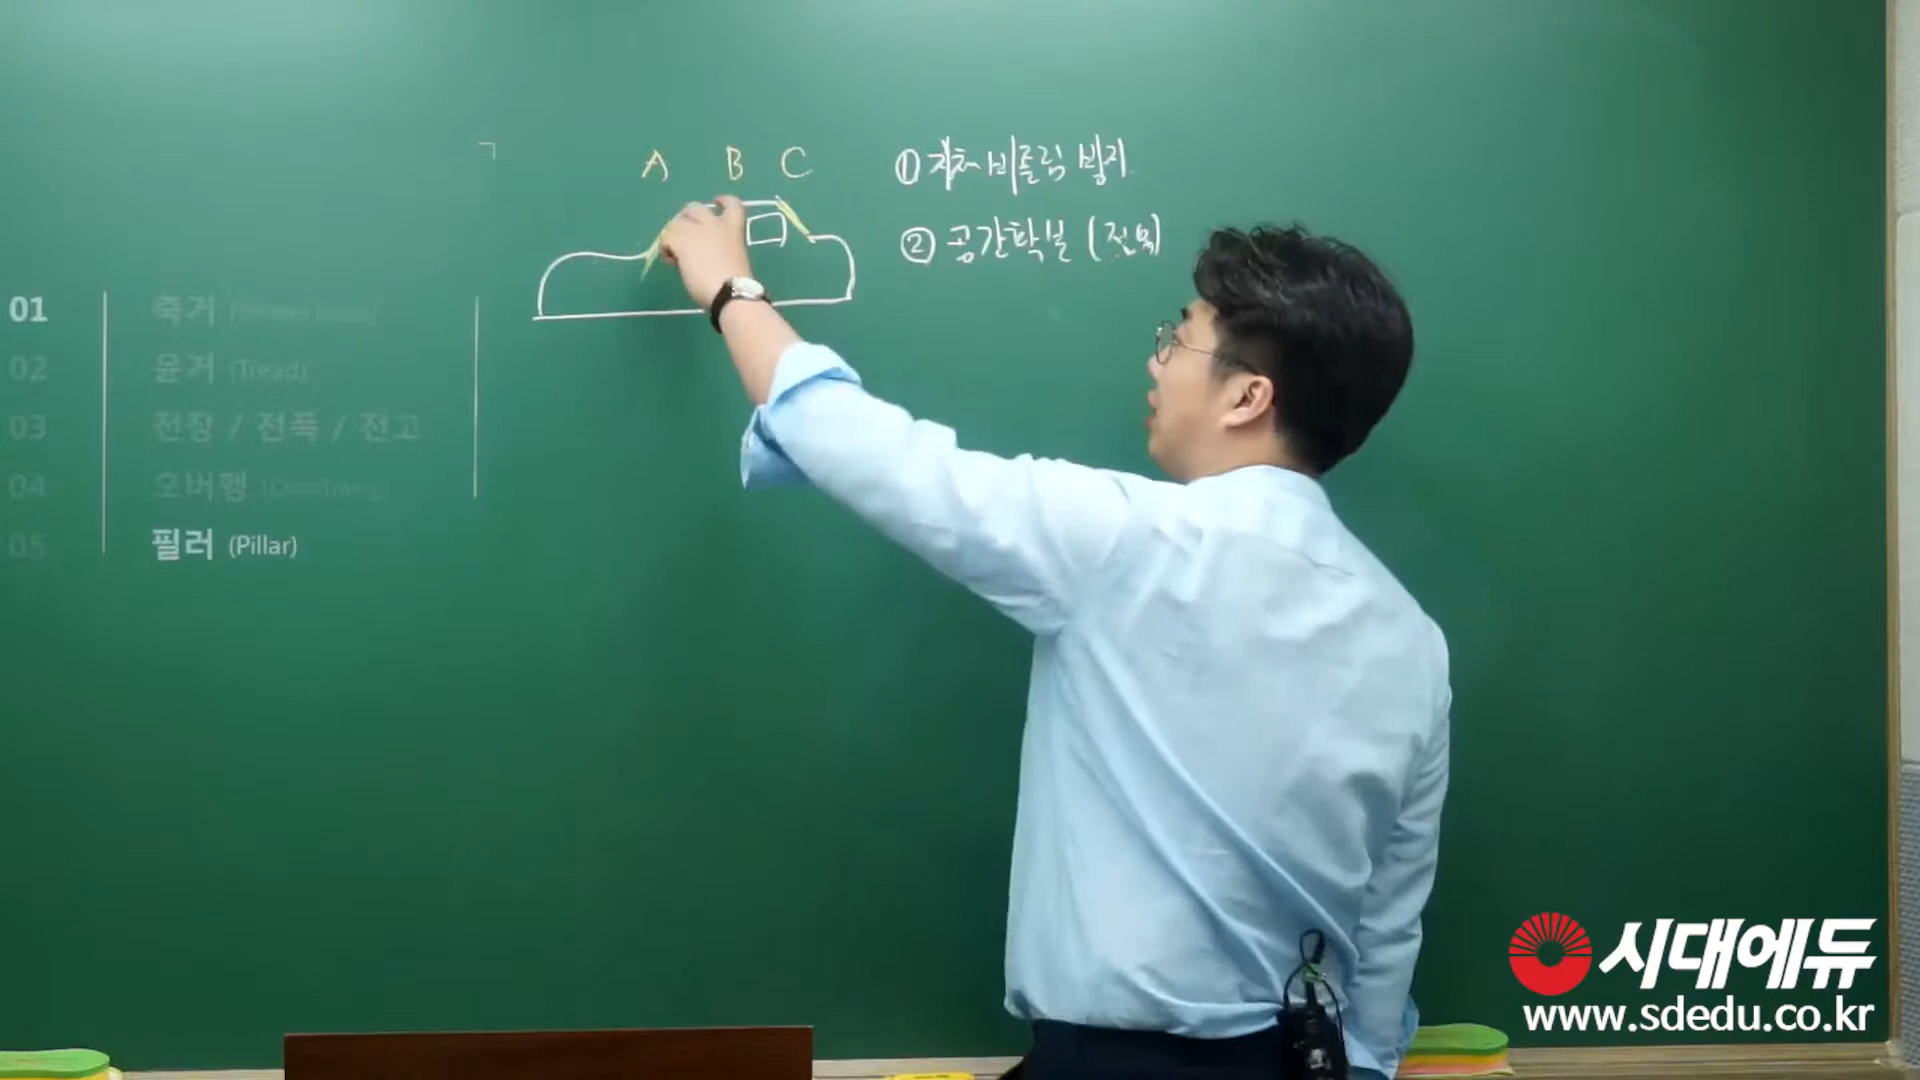 A B C
① 차체 비틀림 방지
② 공간확보 (전복)
01 축거
02 윤거 (Tread)
03 전장 / 전폭 / 전고
04 오버행 (Overhang)
05 필러 (Pillar)
시대에듀
www.sdedu.co.kr